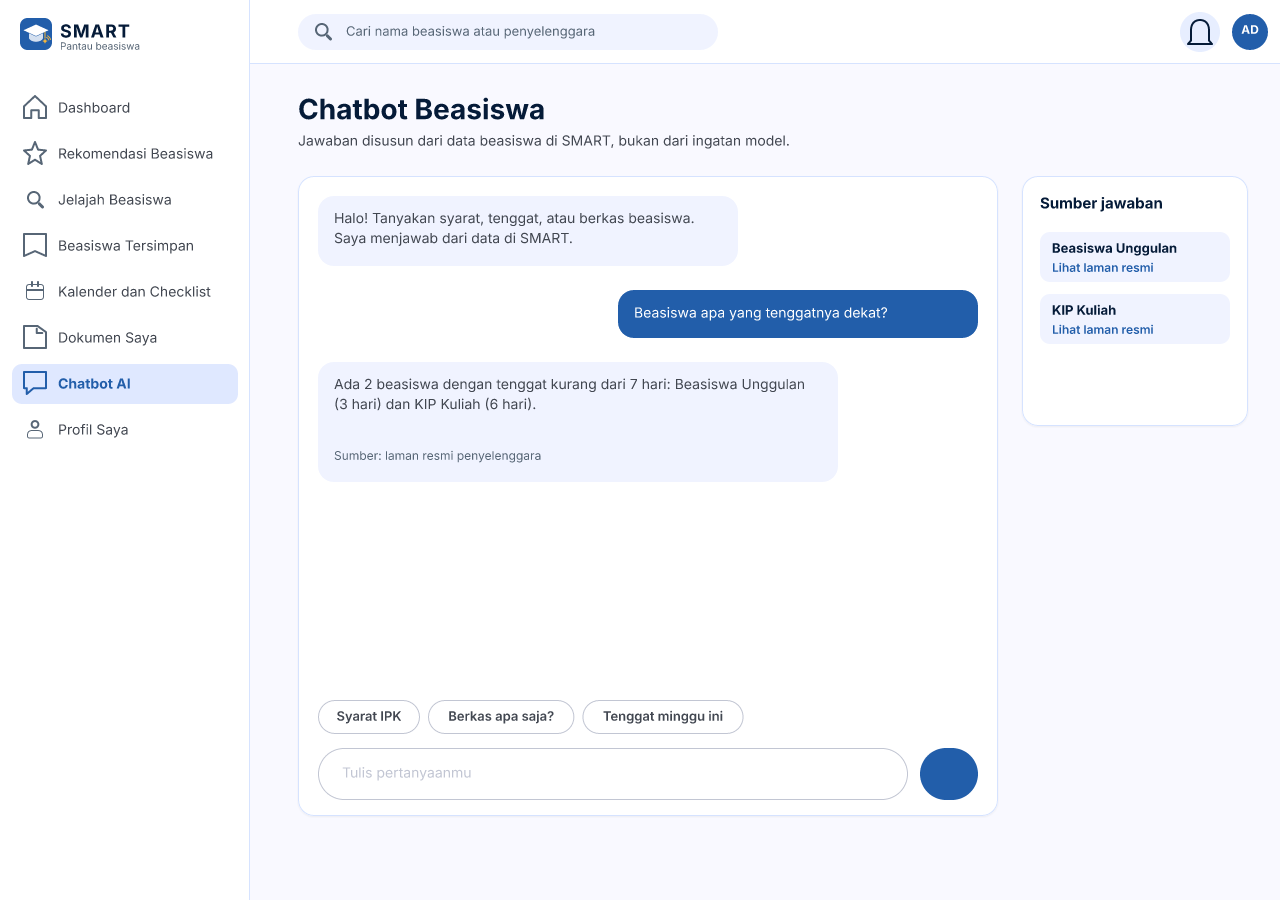 SMART
Pantau beasiswa
Cari nama beasiswa atau penyelenggara
AD
Dashboard
Rekomendasi Beasiswa
Jelajah Beasiswa
Beasiswa Tersimpan
Kalender dan Checklist
Dokumen Saya
Chatbot AI
Profil Saya
Chatbot Beasiswa
Jawaban disusun dari data beasiswa di SMART, bukan dari ingatan model.
Halo! Tanyakan syarat, tenggat, atau berkas beasiswa.
Saya menjawab dari data di SMART.
Beasiswa apa yang tenggatnya dekat?
Ada 2 beasiswa dengan tenggat kurang dari 7 hari: Beasiswa Unggulan
(3 hari) dan KIP Kuliah (6 hari).
Sumber: laman resmi penyelenggara
Syarat IPK
Berkas apa saja?
Tenggat minggu ini
Tulis pertanyaanmu
Sumber jawaban
Beasiswa Unggulan
Lihat laman resmi
KIP Kuliah
Lihat laman resmi